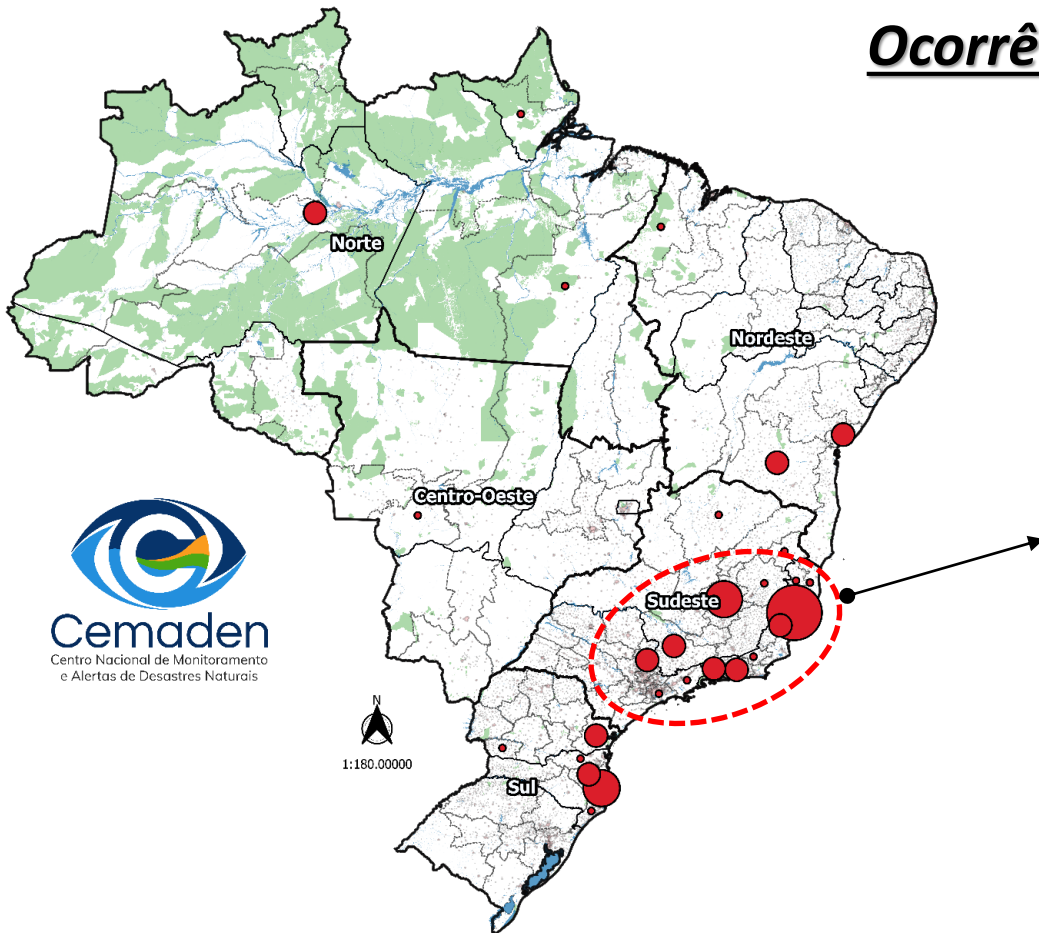 Ocorrê
Norte
Nordeste
Centro-Oeste
Sudeste
Cemaden
Centro Nacional de Monitoramento
e Alertas de Desastres Naturais
N
1:180.00000
Sul